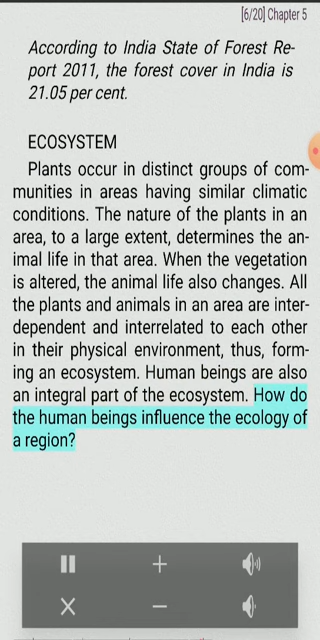 [6/20] Chapter 5
According to India State of Forest Re-
port 2011, the forest cover in India is
21.05 per cent.
ECOSYSTEM
Plants occur in distinct groups of com-
munities in areas having similar climatic
conditions. The nature of the plants in an
area, to a large extent, determines the an-
imal life in that area. When the vegetation
is altered, the animal life also changes. All
the plants and animals in an area are inter-
dependent and interrelated to each other
in their physical environment, thus, form-
ing an ecosystem. Human beings are also
an integral part of the ecosystem. How do
the human beings influence the ecology of
a region?